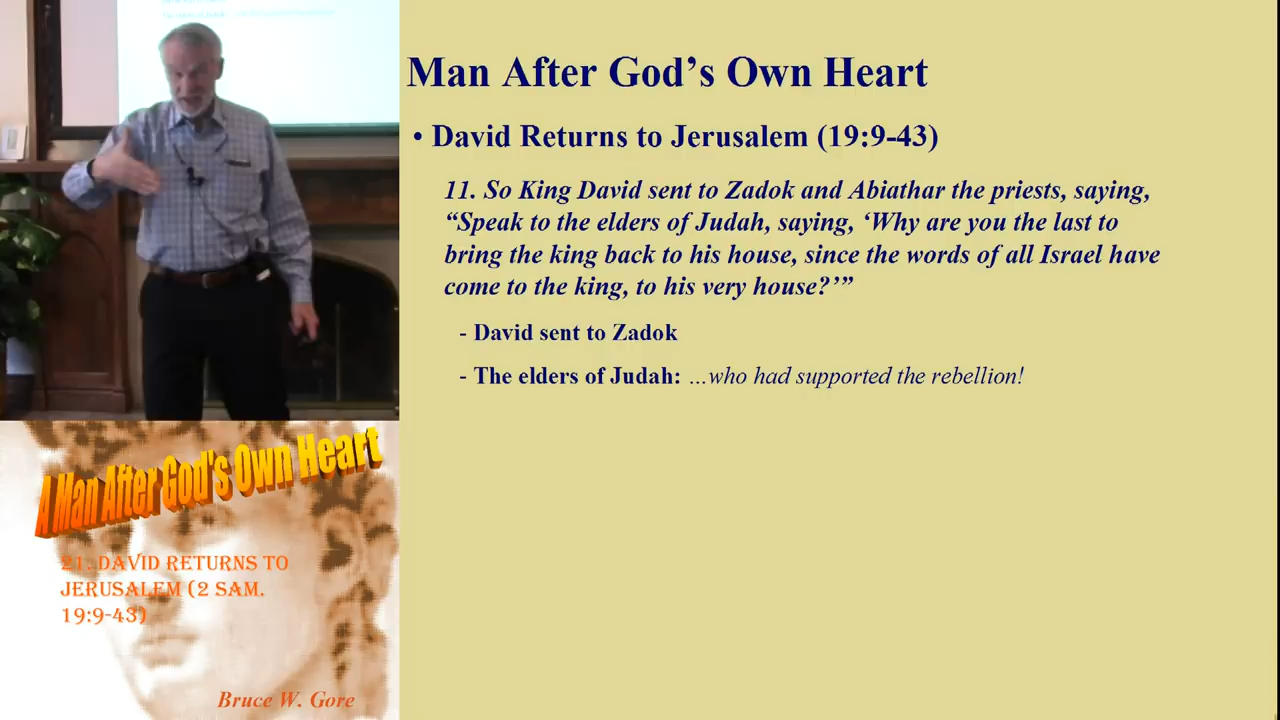 Man After God's Own Heart
• David Returns to Jerusalem (19:9-43)
11. So King David sent to Zadok and Abiathar the priests, saying,
“Speak to the elders of Judah, saying, ‘Why are you the last to
bring the king back to his house, since the words of all Israel have
come to the king, to his very house?’”
- David sent to Zadok
- The elders of Judah: …who had supported the rebellion!
A Man After God's Own Heart
21. DAVID RETURNS TO
JERUSALEM (2 SAM.
19:9-43)
Bruce W. Gore